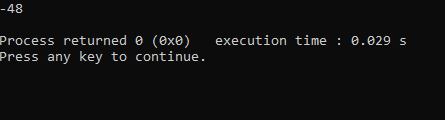 -48
Process returned 0 (0x0)   execution time : 0.029 s
Press any key to continue.